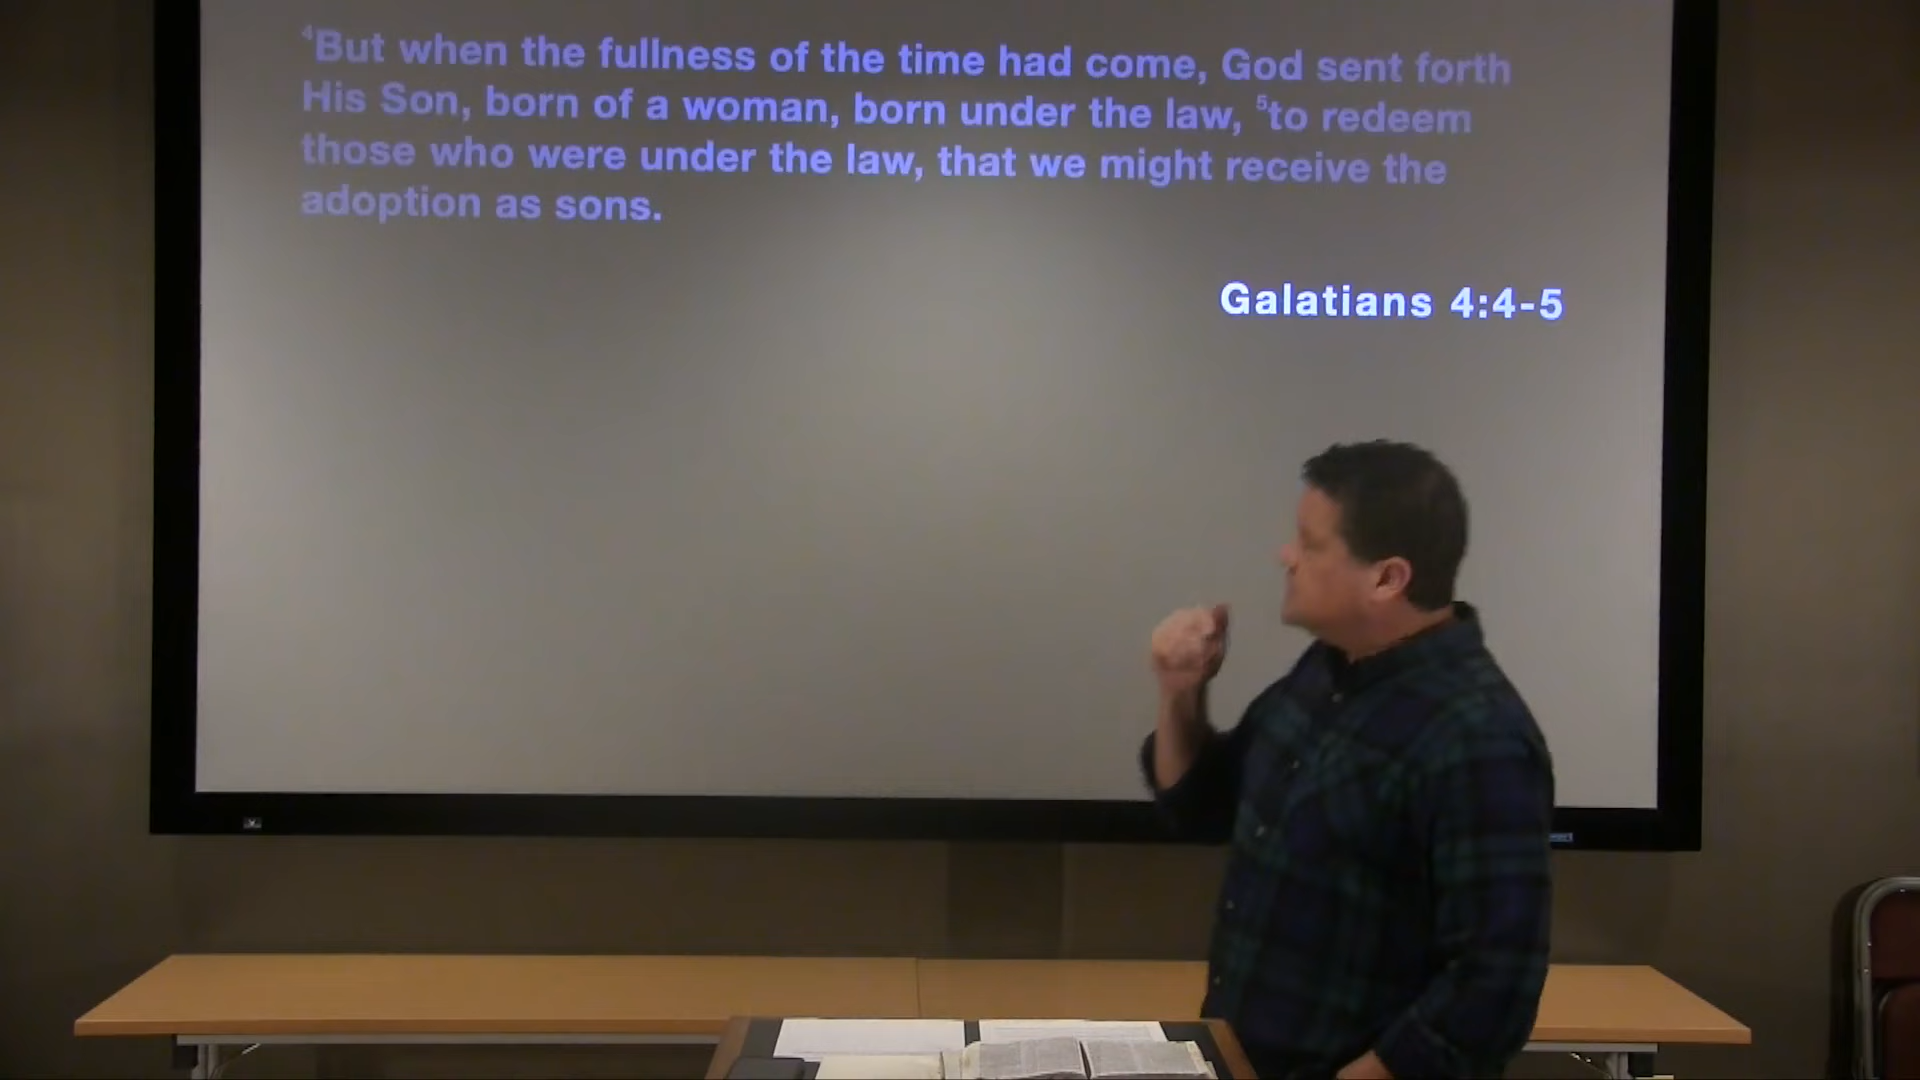 ⁴But when the fullness of the time had come, God sent forth
His Son, born of a woman, born under the law, ⁵to redeem
those who were under the law, that we might receive the
adoption as sons.
Galatians 4:4-5